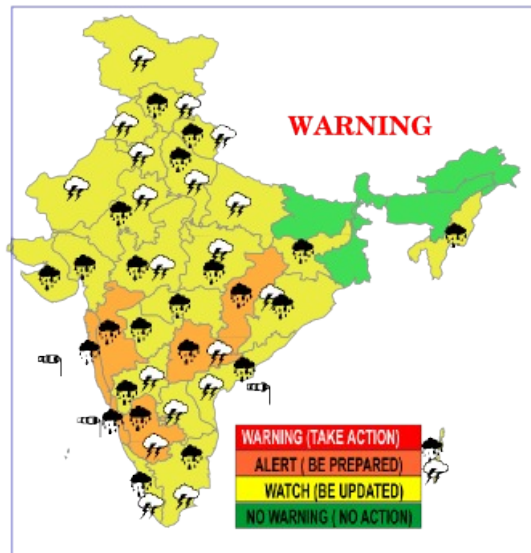 WARNING
WARNING (TAKE ACTION)
ALERT ( BE PREPARED)
WATCH (BE UPDATED)
NO WARNING ( NO ACTION)